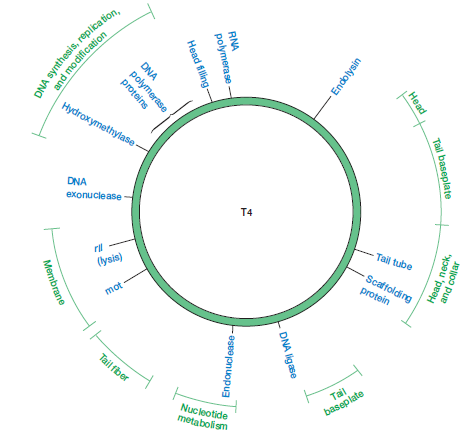 DNA synthesis, replication,
and modification
DNA
polymerase
proteins
Head filling
RNA
polymerase
Endolysin
Head
Tail baseplate
Hydroxymethylase
DNA
exonuclease
T4
rII
(lysis)
mot
Membrane
Tail tube
Scaffolding
protein
Head, neck,
and collar
Tail fiber
Endonuclease
DNA ligase
Nucleotide
metabolism
Tail
baseplate